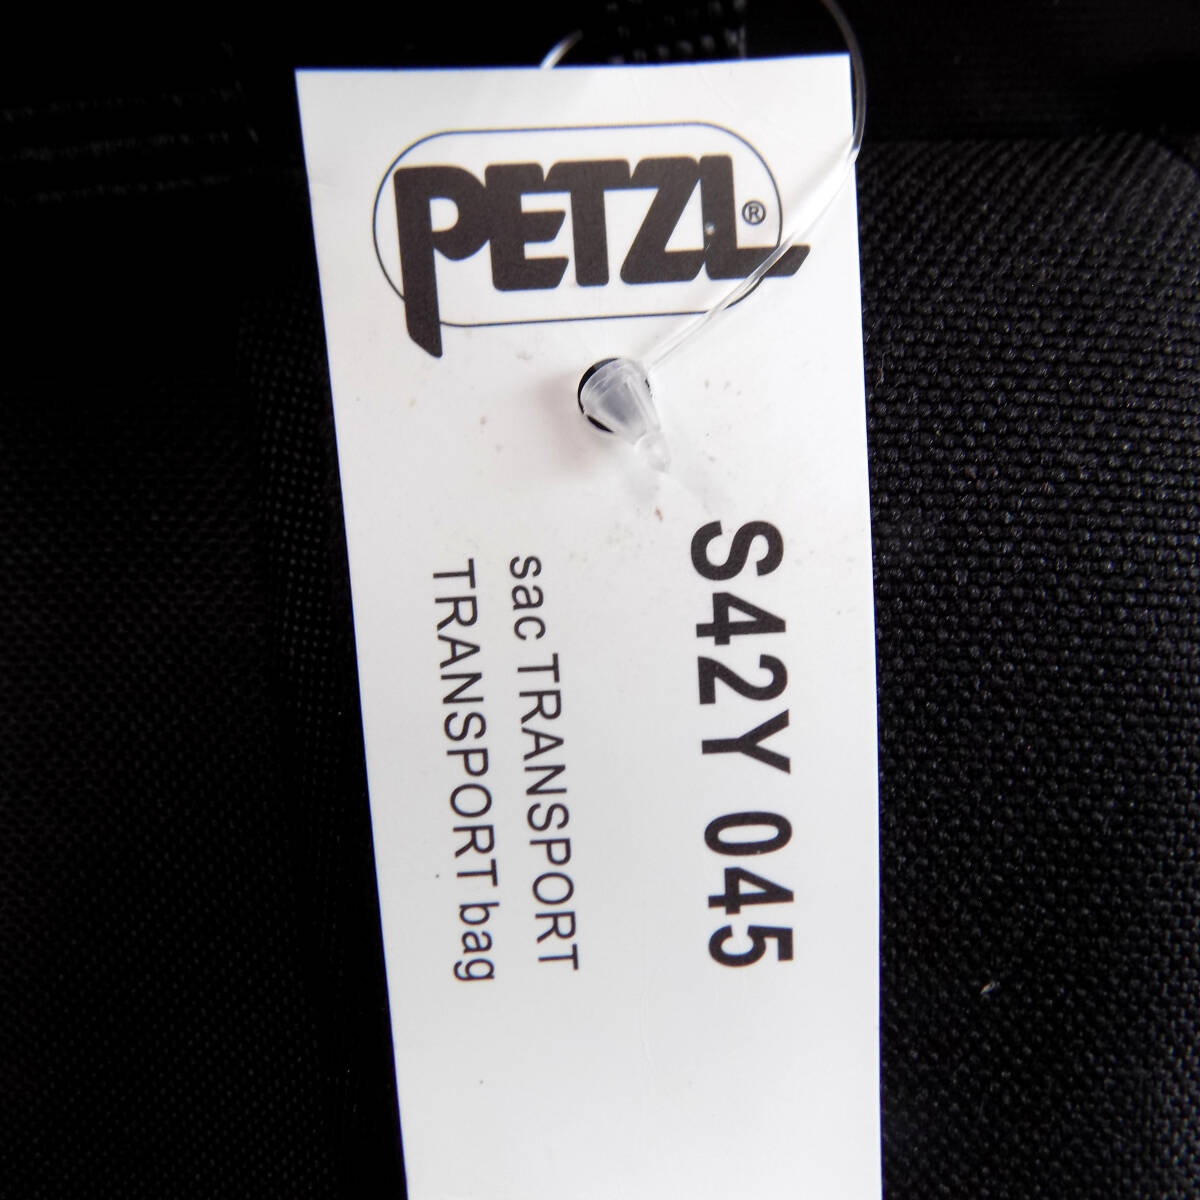 PETZL®
S42Y 045
sac TRANSPORT
TRANSPORT bag